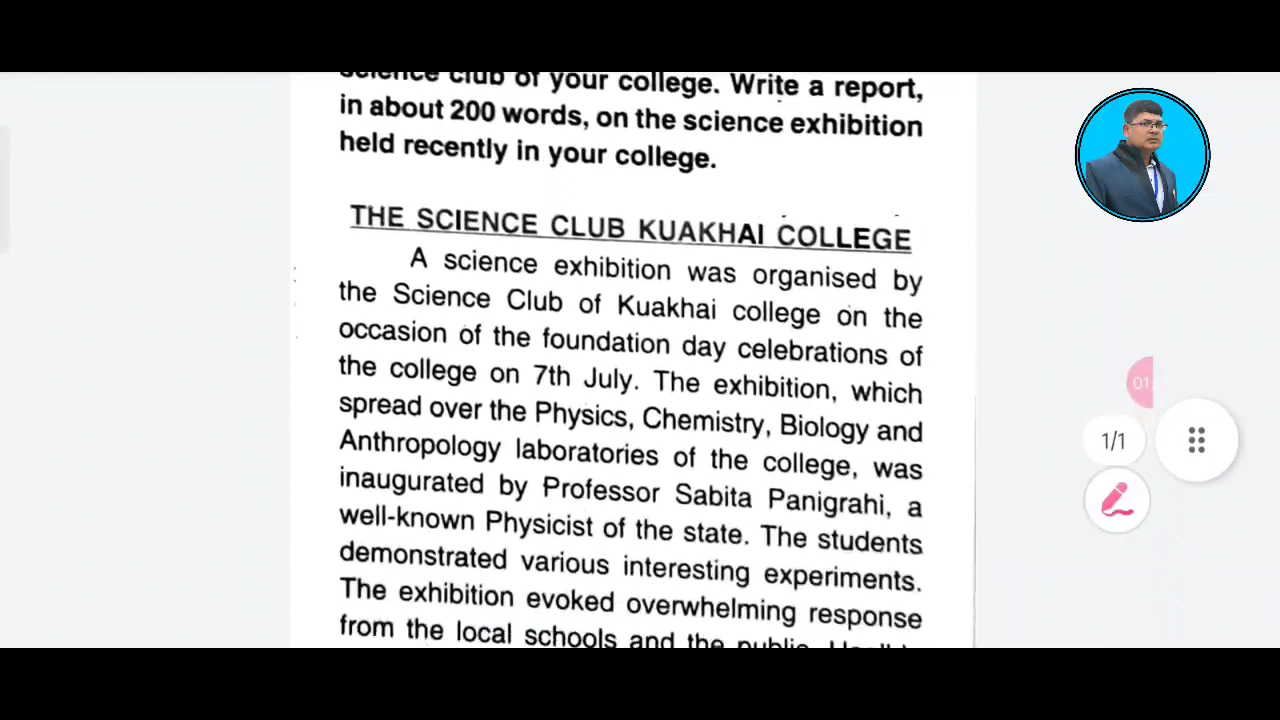 science club of your college. Write a report,
in about 200 words, on the science exhibition
held recently in your college.
THE SCIENCE CLUB KUAKHAI COLLEGE
A science exhibition was organised by
the Science Club of Kuakhai college on the
occasion of the foundation day celebrations of
the college on 7th July. The exhibition, which
spread over the Physics, Chemistry, Biology and
Anthropology laboratories of the college, was
inaugurated by Professor Sabita Panigrahi, a
well-known Physicist of the state. The students
demonstrated various interesting experiments.
The exhibition evoked overwhelming response
from the local schools and the public.
01
1/1